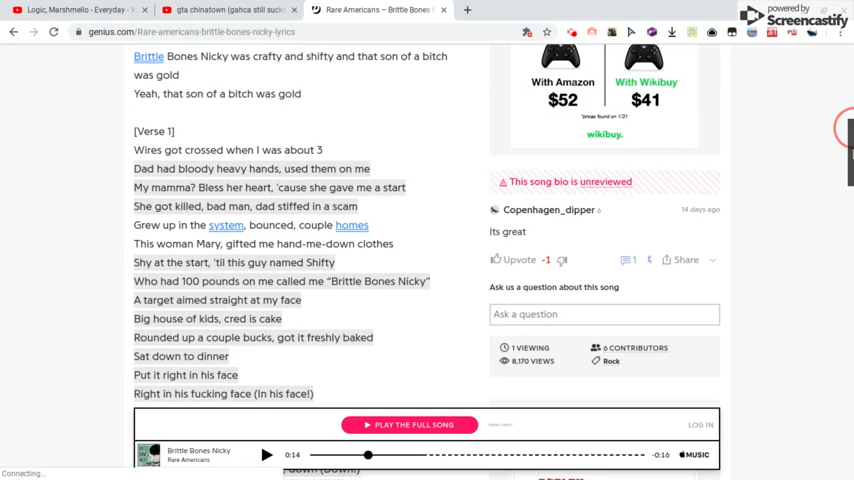 Logic, Marshmello - Everyday - Y
gta chinatown (gahca still suck
Rare Americans – Brittle Bones N
powered by
Screencastify
genius.com/Rare-americans-brittle-bones-nicky-lyrics
Brittle Bones Nicky was crafty and shifty and that son of a bitch
was gold
Yeah, that son of a bitch was gold
[Verse 1]
Wires got crossed when I was about 3
Dad had bloody heavy hands, used them on me
My mamma? Bless her heart, 'cause she gave me a start
She got killed, bad man, dad stiffed in a scam
Grew up in the system, bounced, couple homes
This woman Mary, gifted me hand-me-down clothes
Shy at the start, 'til this guy named Shifty
Who had 100 pounds on me called me “Brittle Bones Nicky”
A target aimed straight at my face
Big house of kids, cred is cake
Rounded up a couple bucks, got it freshly baked
Sat down to dinner
Put it right in his face
Right in his fucking face (In his face!)
down (Down!)
With Amazon
$52
With Wikibuy
$41
*prices found on 1/31
wikibuy.
This song bio is unreviewed
Copenhagen_dipper 6
14 days ago
Its great
Upvote -1
1
Share
Ask us a question about this song
Ask a question
1 VIEWING
6 CONTRIBUTORS
8,170 VIEWS
Rock
PLAY THE FULL SONG
LOG IN
Brittle Bones Nicky
Rare Americans
0:14
-0:16
MUSIC
Connecting...